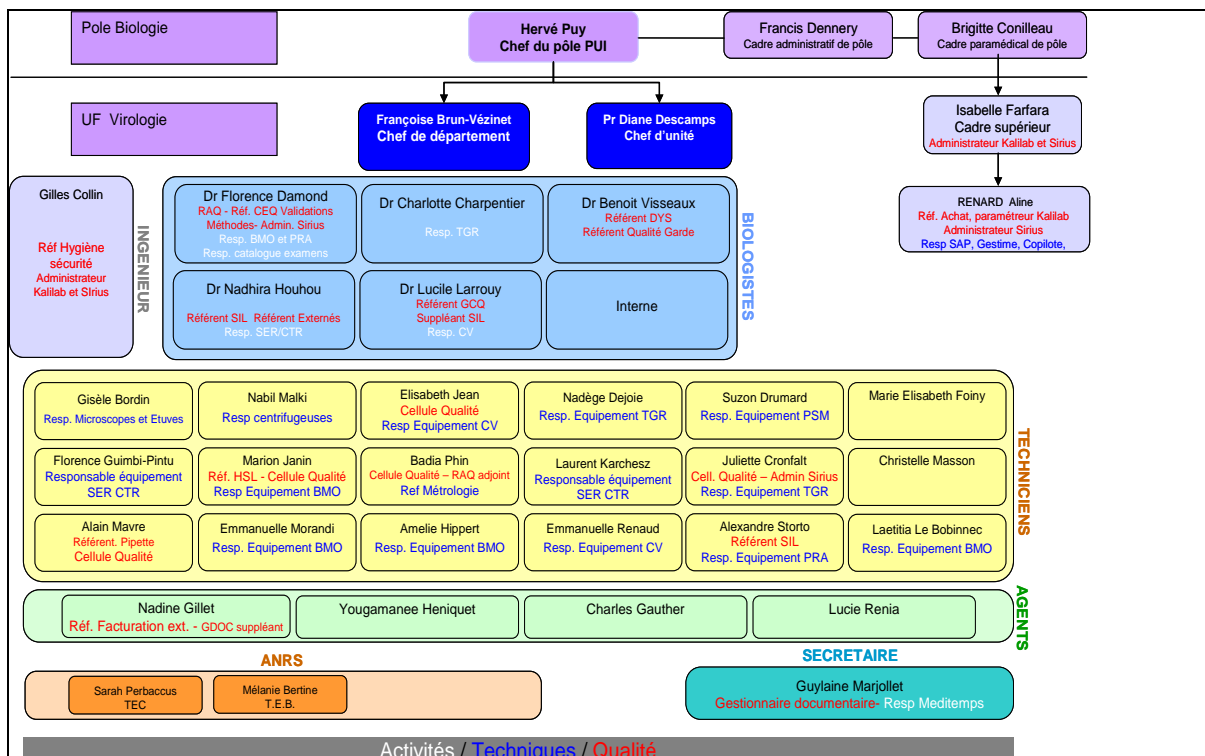 Pole Biologie
Hervé Puy
Chef du pôle PUI
Francis Dennery
Cadre administratif de pôle
Brigitte Conilleau
Cadre paramédical de pôle
UF Virologie
Françoise Brun-Vézinet
Chef de département
Pr Diane Descamps
Chef d'unité
Isabelle Farfara
Cadre supérieur
Administrateur Kalilab et Sirius
RENARD Aline
Réf. Achat, paramétreur Kalilab
Administrateur Sirius
Resp SAP, Gestime, Copilote,
Gilles Collin
Réf Hygiène
sécurité
Administrateur
Kalilab et SIrius
INGENIEUR
Dr Florence Damond
RAQ - Réf. CEQ Validations
Méthodes- Admin. Sirius
Resp. BMO et PRA
Resp. catalogue examens
Dr Charlotte Charpentier
Resp. TGR
Dr Benoit Visseaux
Référent DYS
Référent Qualité Garde
Dr Nadhira Houhou
Référent SIL Référent Externés
Resp. SER/CTR
Dr Lucile Larrouy
Référent GCQ
Suppléant SIL
Resp. CV
Interne
BIOLOGISTES
Gisèle Bordin
Resp. Microscopes et Etuves
Nabil Malki
Resp centrifugeuses
Elisabeth Jean
Cellule Qualité
Resp Equipement CV
Nadège Dejoie
Resp. Equipement TGR
Suzon Drumard
Resp. Equipement PSM
Marie Elisabeth Foiny
Florence Guimbi-Pintu
Responsable équipement
SER CTR
Marion Janin
Réf. HSL - Cellule Qualité
Resp Equipement BMO
Badia Phin
Cellule Qualité – RAQ adjoint
Ref Métrologie
Laurent Karchesz
Responsable équipement
SER CTR
Juliette Cronfalt
Cell. Qualité – Admin Sirius
Resp. Equipement TGR
Christelle Masson
Alain Mavre
Référent. Pipette
Cellule Qualité
Emmanuelle Morandi
Resp. Equipement BMO
Amelie Hippert
Resp. Equipement BMO
Emmanuelle Renaud
Resp. Equipement CV
Alexandre Storto
Référent SIL
Resp. Equipement PRA
Laetitia Le Bobinnec
Resp. Equipement BMO
TECHNICIENS
Nadine Gillet
Réf. Facturation ext. - GDOC suppléant
Yougamanee Heniquet
Charles Gauther
Lucie Renia
AGENTS
ANRS
Sarah Perbaccus
TEC
Mélanie Bertine
T.E.B.
SECRETAIRE
Guylaine Marjollet
Gestionnaire documentaire- Resp Meditemps
Activités / Techniques / Qualité